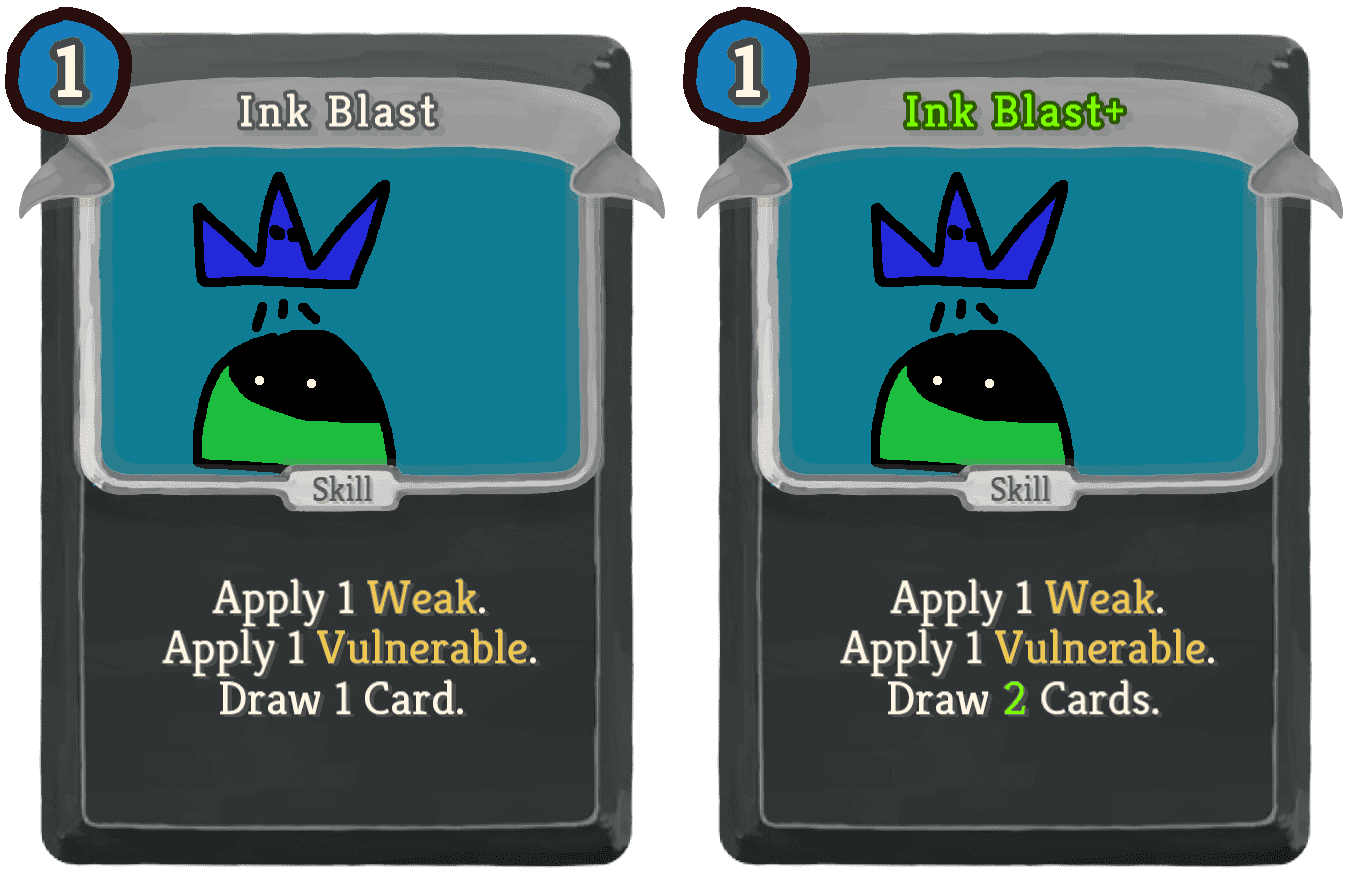 1
Ink Blast
Skill
Apply 1 Weak.
Apply 1 Vulnerable.
Draw 1 Card.
1
Ink Blast+
Skill
Apply 1 Weak.
Apply 1 Vulnerable.
Draw 2 Cards.